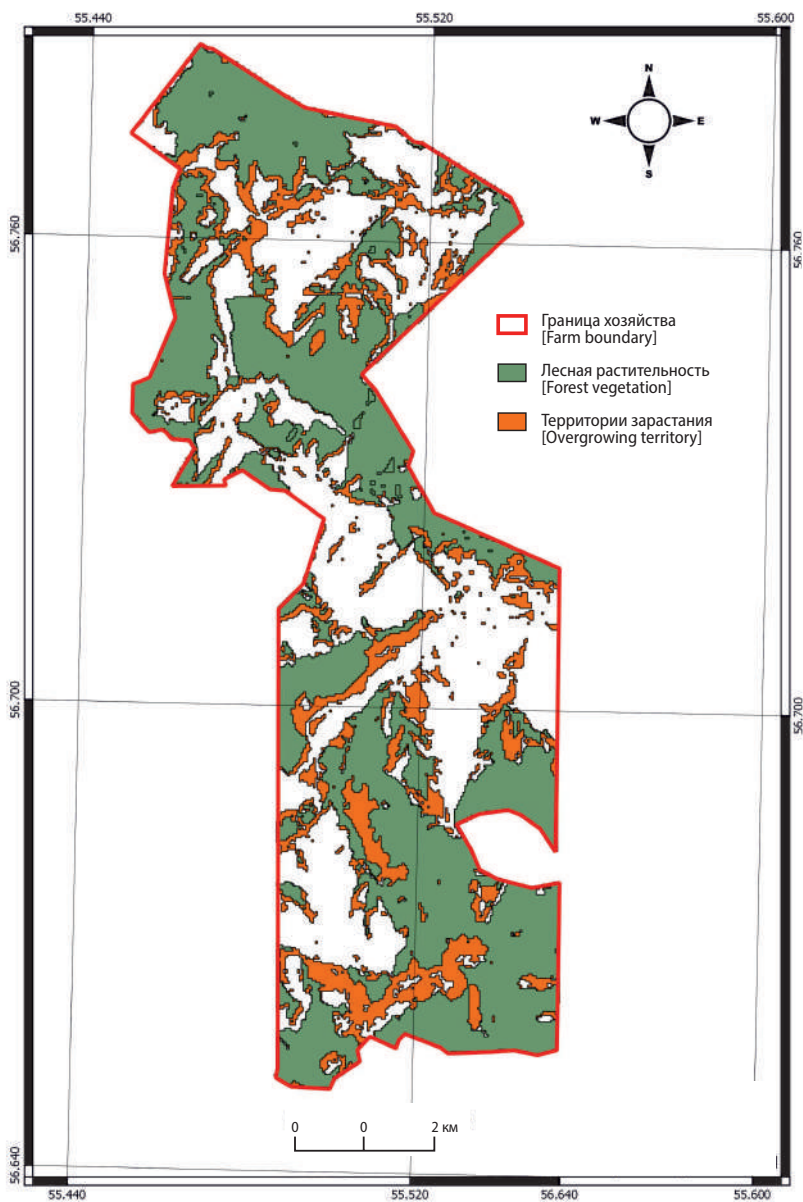 55.440 55.520 55.600
N
W E
S
56.760 56.760
Граница хозяйства
[Farm boundary]
Лесная растительность
[Forest vegetation]
Территории зарастания
[Overgrowing territory]
56.700 56.700
0 0 2 км
56.640
55.440 55.520 56.640 55.600